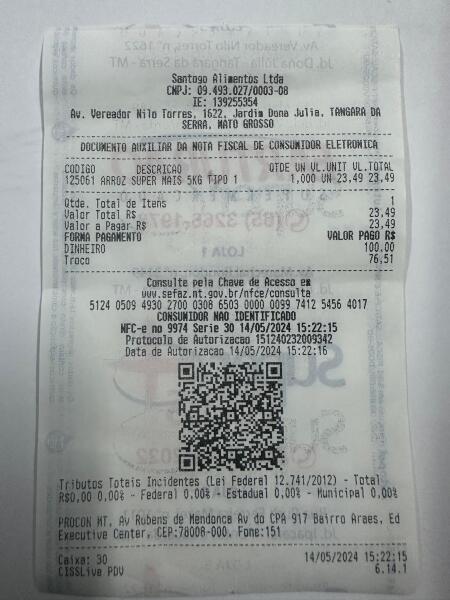 Santogo Alimentos Ltda
CNPJ: 09.493.027/0003-08
IE: 139255354
Av. Vereador Nilo Torres, 1622, Jardim Dona Julia, TANGARA DA
SERRA, MATO GROSSO
DOCUMENTO AUXILIAR DA NOTA FISCAL DE CONSUMIDOR ELETRONICA
CODIGO DESCRICAO QTDE UN VL.UNIT VL.TOTAL
125061 ARROZ SUPER MAIS 5KG TIPO 1 1,000 UN 23,49 23,49
Qtde. Total de Itens 1
Valor Total R$ 23,49
Valor a Pagar R$ 23,49
FORMA PAGAMENTO VALOR PAGO R$
DINHEIRO 100,00
Troco 76,51
Consulte pela Chave de Acesso em
www.sefaz.mt.gov.br/nfce/consulta
5124 0509 4930 2700 0308 6503 0000 0099 7412 5456 4017
CONSUMIDOR NAO IDENTIFICADO
NFC-e no 9974 Serie 30 14/05/2024 15:22:15
Protocolo de Autorizacao 151240232009342
Data de Autorizacao 14/05/2024 15:22:16
Tributos Totais Incidentes (Lei Federal 12.741/2012) - Total
R$0,00 0.00% - Federal 0.00% - Estadual 0.00% - Municipal 0.00%
PROCON MT, Av Rubens de Mendonca Av do CPA 917 Bairro Araes, Ed
Executive Center, CEP:78008-000, Fone:151
Caixa: 30 14/05/2024 15:22:15
CISSLive PDV 6.14.1